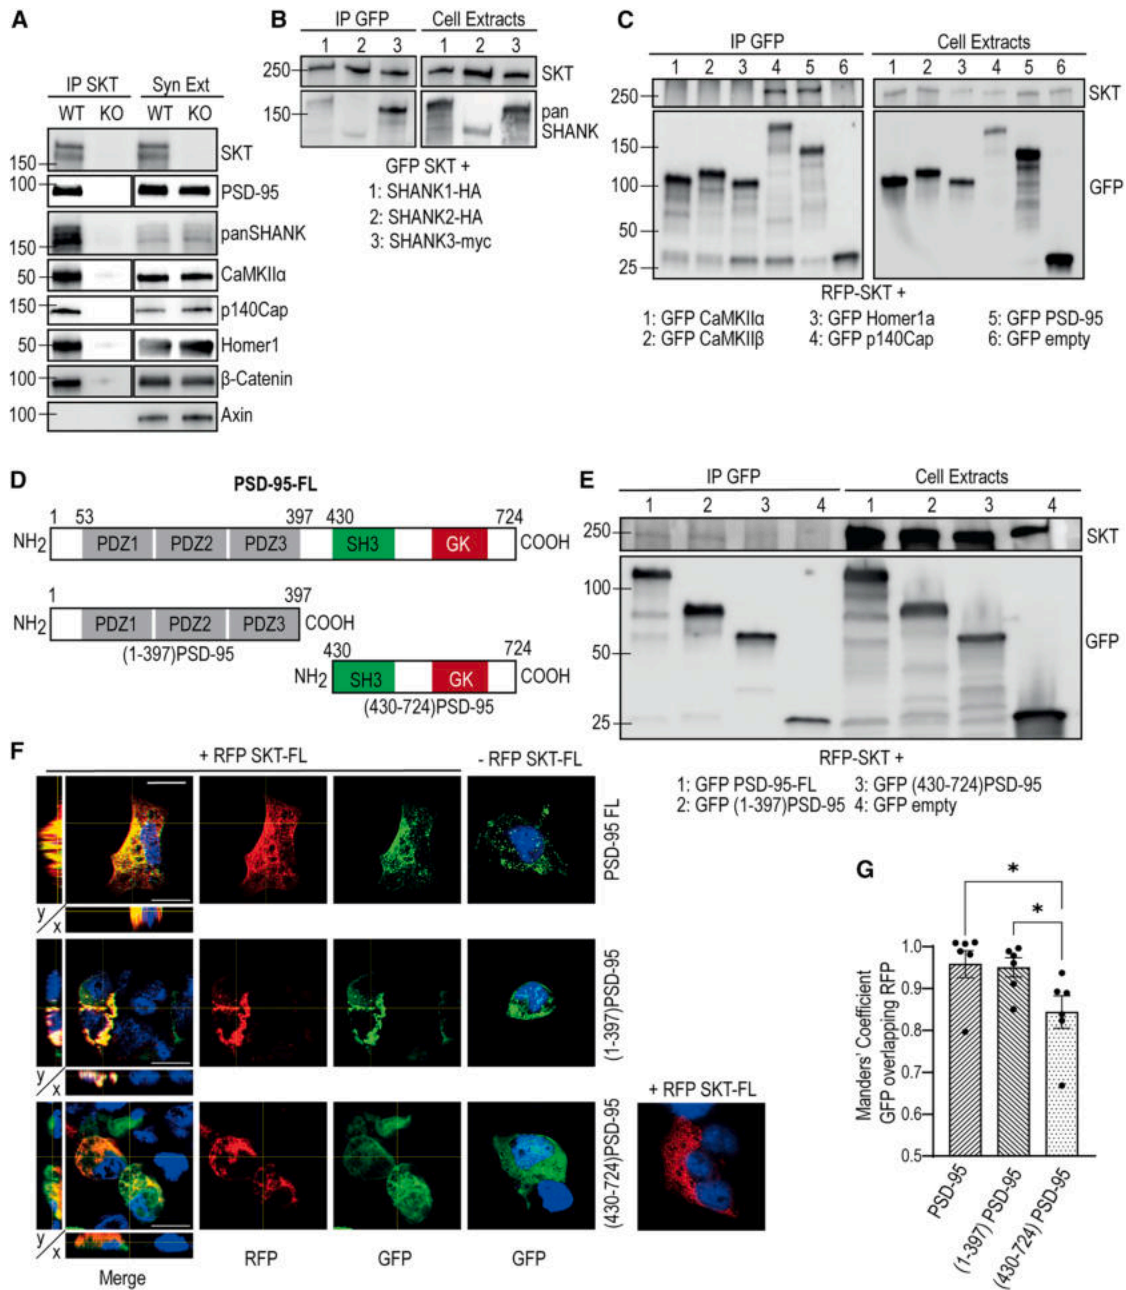 A
IP SKT Syn Ext
WT KO WT KO
SKT
150
100
PSD-95
panSHANK
150
50
CaMKIIα
150
p140Cap
50
Homer1
100
β-Catenin
100
Axin
B
IP GFP Cell Extracts
1 2 3 1 2 3
250
SKT
150
pan
SHANK
GFP SKT +
1: SHANK1-HA
2: SHANK2-HA
3: SHANK3-myc
C
IP GFP Cell Extracts
1 2 3 4 5 6 1 2 3 4 5 6
250
SKT
150
100
50
25
GFP
RFP-SKT +
1: GFP CaMKIIα 3: GFP Homer1a 5: GFP PSD-95
2: GFP CaMKIIβ 4: GFP p140Cap 6: GFP empty
D
PSD-95-FL
1 53 397 430 724
NH2 PDZ1 PDZ2 PDZ3 SH3 GK COOH
1 397
NH2 PDZ1 PDZ2 PDZ3 COOH
(1-397)PSD-95
430 724
NH2 SH3 GK COOH
(430-724)PSD-95
E
IP GFP Cell Extracts
1 2 3 4 1 2 3 4
250
SKT
100
50
25
GFP
RFP-SKT +
1: GFP PSD-95-FL 3: GFP (430-724)PSD-95
2: GFP (1-397)PSD-95 4: GFP empty
F
+ RFP SKT-FL - RFP SKT-FL
PSD-95 FL
y/x
(1-397)PSD-95
y/x
(430-724)PSD-95
y/x
+ RFP SKT-FL
Merge RFP GFP GFP
G
*
*
Manders' Coefficient
GFP overlapping RFP
1.0
0.9
0.8
0.7
0.6
0.5
PSD-95
(1-397) PSD-95
(430-724) PSD-95